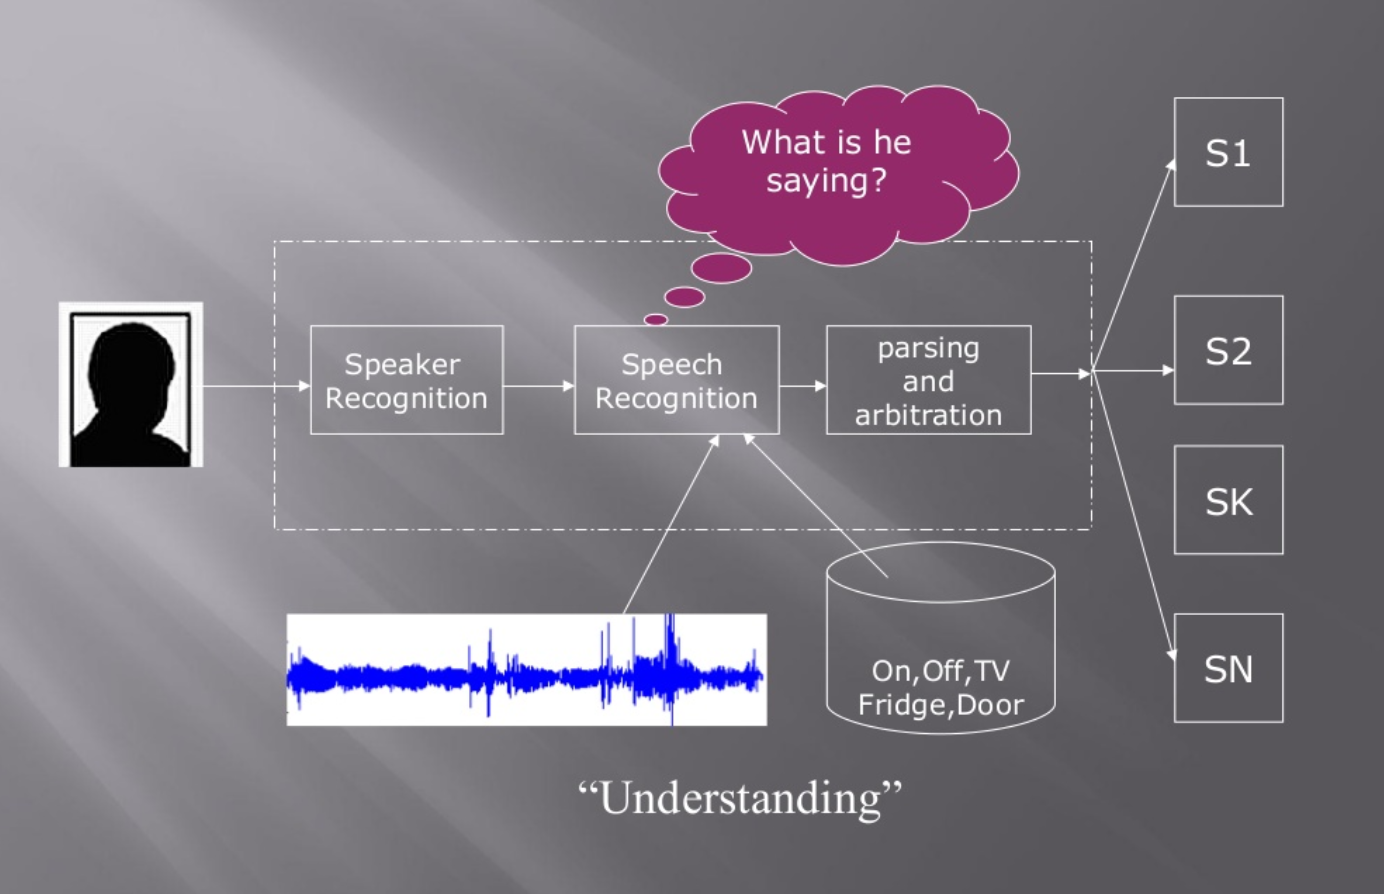 What is he
saying?
S1
Speaker
Recognition
Speech
Recognition
parsing
and
arbitration
S2
SK
On,Off,TV
Fridge,Door
SN
“Understanding”